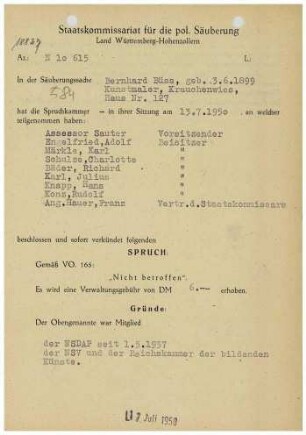 Staatskommissariat für die pol. Säuberung
Land Württemberg-Hohenzollern
Az: N 10 615
L)
In der Säuberungssache
Bernhard Büso, geb. 3.6.1899
Kunstmaler, Krauchenwies,
Haus Nr. 127
hat die Spruchkammer — in ihrer Sitzung am 13.7.1950, an welcher
teilgenommen haben:
Assessor Sauter Vorsitzender
Engelfried,Adolf Beisitzer
Märkle, Karl "
Schulze,Charlotte "
Bäder, Richard "
Karl, Julius "
Knapp, Hans "
Konz,Rudolf "
Ang.Hauer,Franz Vertr.d.Staatskommissars
beschlossen und sofort verkündet folgenden
SPRUCH
Gemäß VO. 165:
„Nicht betroffen".
Es wird eine Verwaltungsgebühr von DM 6.— erhoben.
Gründe:
Der Obengenannte war Mitglied
der NSDAP seit 1.5.1937
der NSV und der Reichskammer der bildenden
Künste.
Juli 1950